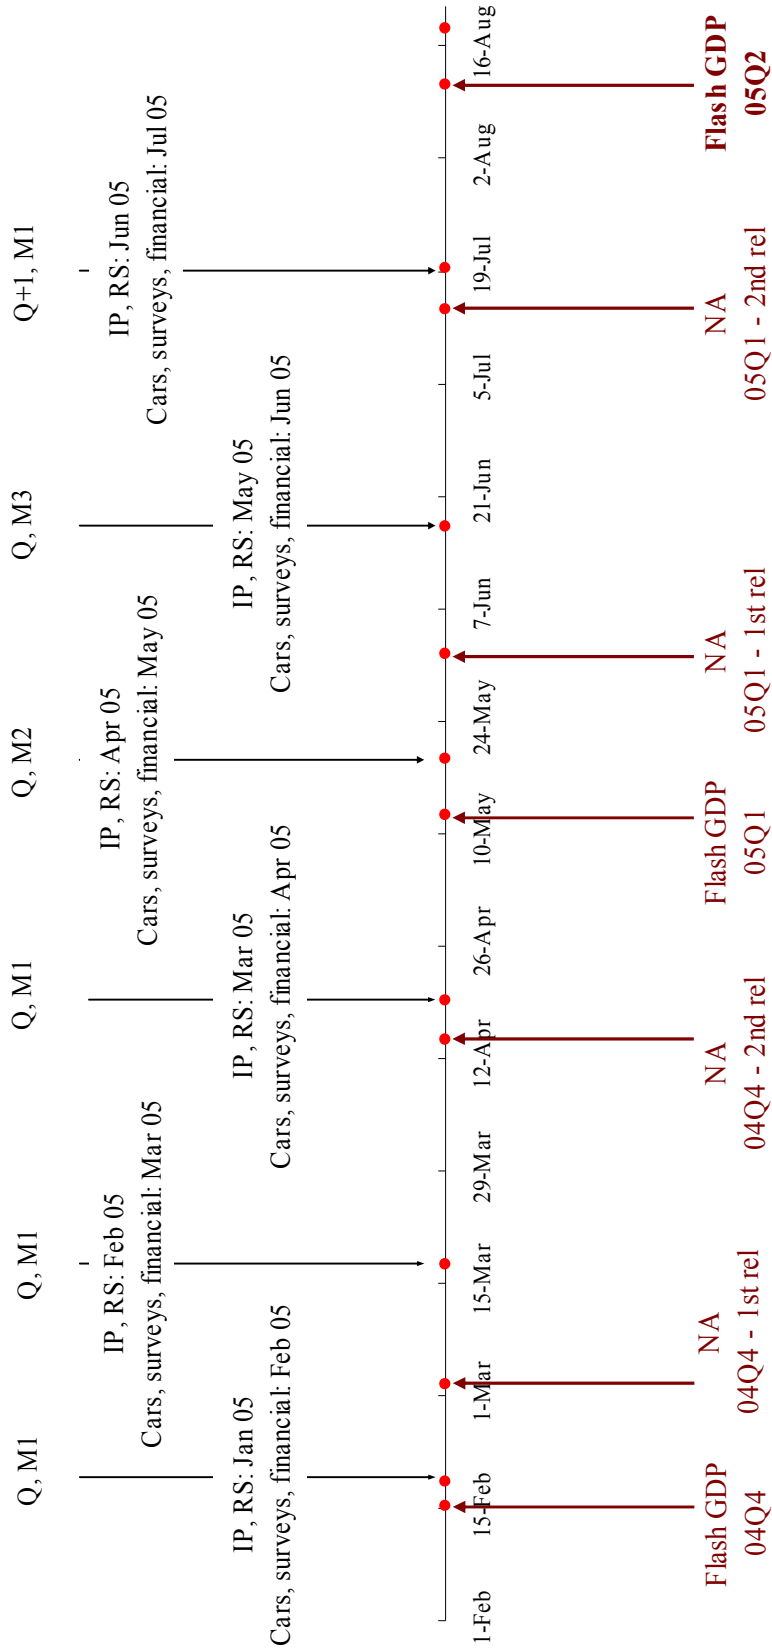 Q, M1
Q, M1
Q, M1
Q, M2
Q, M3
Q+1, M1
IP, RS: Jan 05
Cars, surveys, financial: Feb 05
IP, RS: Feb 05
Cars, surveys, financial: Mar 05
IP, RS: Mar 05
Cars, surveys, financial: Apr 05
IP, RS: Apr 05
Cars, surveys, financial: May 05
IP, RS: May 05
Cars, surveys, financial: Jun 05
IP, RS: Jun 05
Cars, surveys, financial: Jul 05
1-Feb
15-Feb
1-Mar
15-Mar
29-Mar
12-Apr
26-Apr
10-May
24-May
7-Jun
21-Jun
5-Jul
19-Jul
2-Aug
16-Aug
Flash GDP
04Q4
NA
04Q4 - 1st rel
NA
04Q4 - 2nd rel
Flash GDP
05Q1
NA
05Q1 - 1st rel
NA
05Q1 - 2nd rel
Flash GDP
05Q2